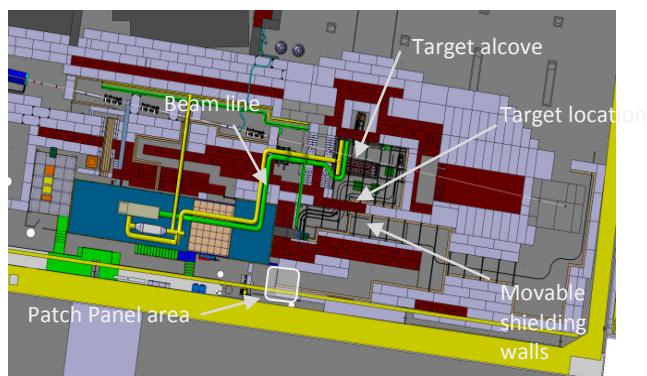 Target alcove
Beam line
Target location
Movable
shielding
walls
Patch Panel area